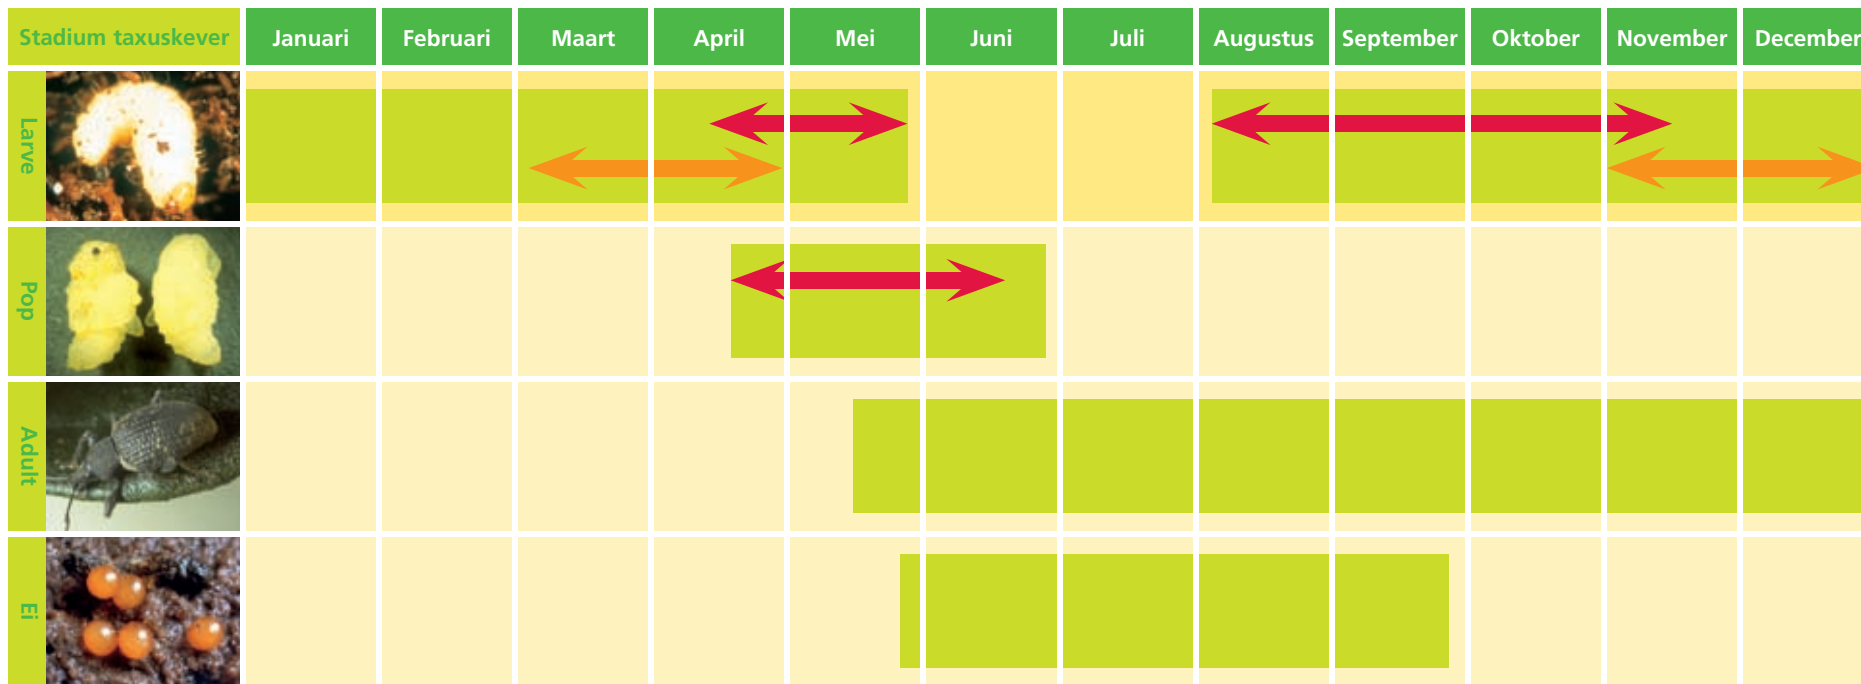 Stadium taxuskever
Januari
Februari
Maart
April
Mei
Juni
Juli
Augustus
September
Oktober
November
December
Larve
Pop
Adult
Ei